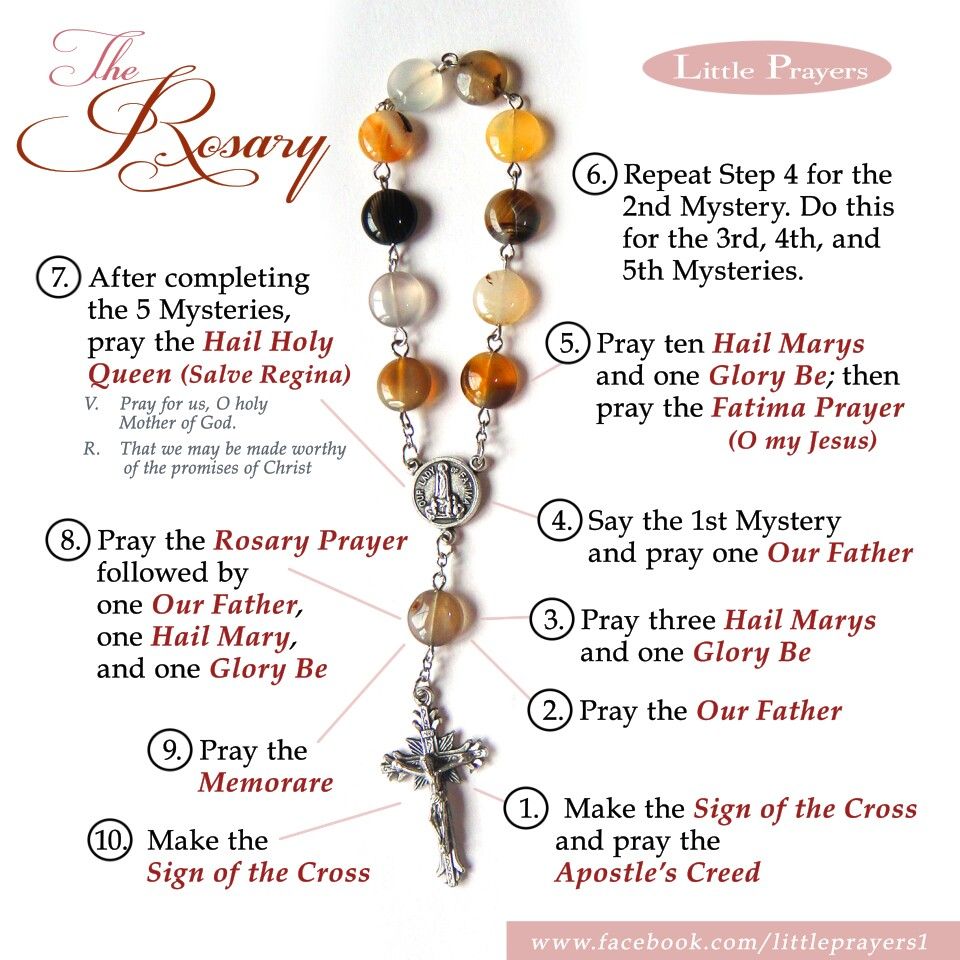 The
Rosary
Little Prayers
6. Repeat Step 4 for the
2nd Mystery. Do this
for the 3rd, 4th, and
5th Mysteries.
7. After completing
the 5 Mysteries,
pray the Hail Holy
Queen (Salve Regina)
V. Pray for us, O holy
Mother of God.
R. That we may be made worthy
of the promises of Christ
5. Pray ten Hail Marys
and one Glory Be; then
pray the Fatima Prayer
(O my Jesus)
OUR LADY OF FATIMA
4. Say the 1st Mystery
and pray one Our Father
8. Pray the Rosary Prayer
followed by
one Our Father,
one Hail Mary,
and one Glory Be
3. Pray three Hail Marys
and one Glory Be
2. Pray the Our Father
9. Pray the
Memorare
1. Make the Sign of the Cross
and pray the
Apostle's Creed
10. Make the
Sign of the Cross
www.facebook.com/littleprayers1